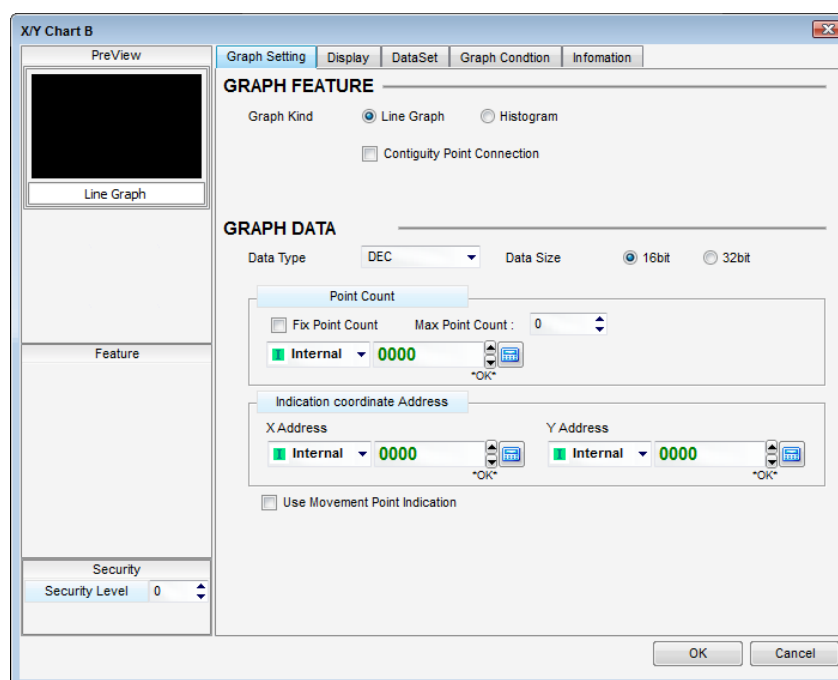 X/Y Chart B
PreView
Line Graph
Feature
Security
Security Level 0
Graph Setting Display DataSet Graph Condtion Infomation
GRAPH FEATURE
Graph Kind Line Graph Histogram
Contiguity Point Connection
GRAPH DATA
Data Type DEC Data Size 16bit 32bit
Point Count
Fix Point Count Max Point Count : 0
I Internal 0000
*OK*
Indication coordinate Address
X Address Y Address
I Internal 0000 I Internal 0000
*OK* *OK*
Use Movement Point Indication
OK Cancel